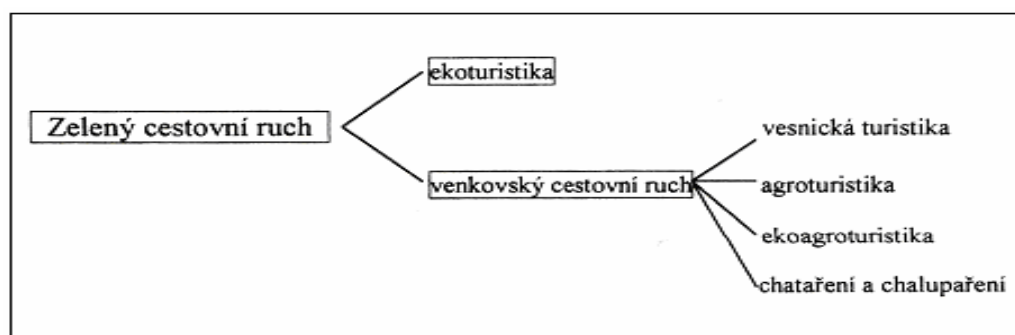 ekoturistika
Zelený cestovní ruch
vesnická turistika
venkovský cestovní ruch
agroturistika
ekoagroturistika
chataření a chalupaření